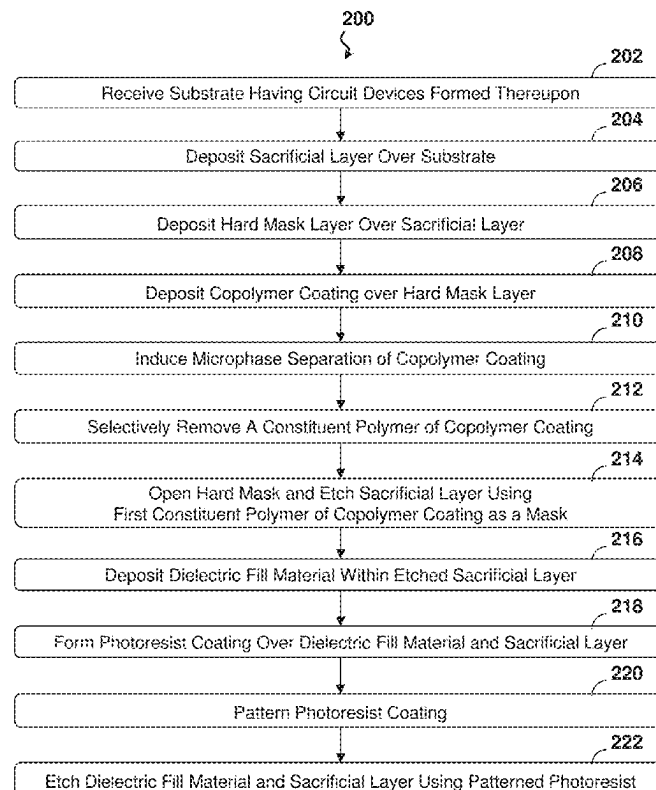 200
202
Receive Substrate Having Circuit Devices Formed Thereupon
204
Deposit Sacrificial Layer Over Substrate
206
Deposit Hard Mask Layer Over Sacrificial Layer
208
Deposit Copolymer Coating over Hard Mask Layer
210
Induce Microphase Separation of Copolymer Coating
212
Selectively Remove A Constituent Polymer of Copolymer Coating
214
Open Hard Mask and Etch Sacrificial Layer Using
First Constituent Polymer of Copolymer Coating as a Mask
216
Deposit Dielectric Fill Material Within Etched Sacrificial Layer
218
Form Photoresist Coating Over Dielectric Fill Material and Sacrificial Layer
220
Pattern Photoresist Coating
222
Etch Dielectric Fill Material and Sacrificial Layer Using Patterned Photoresist